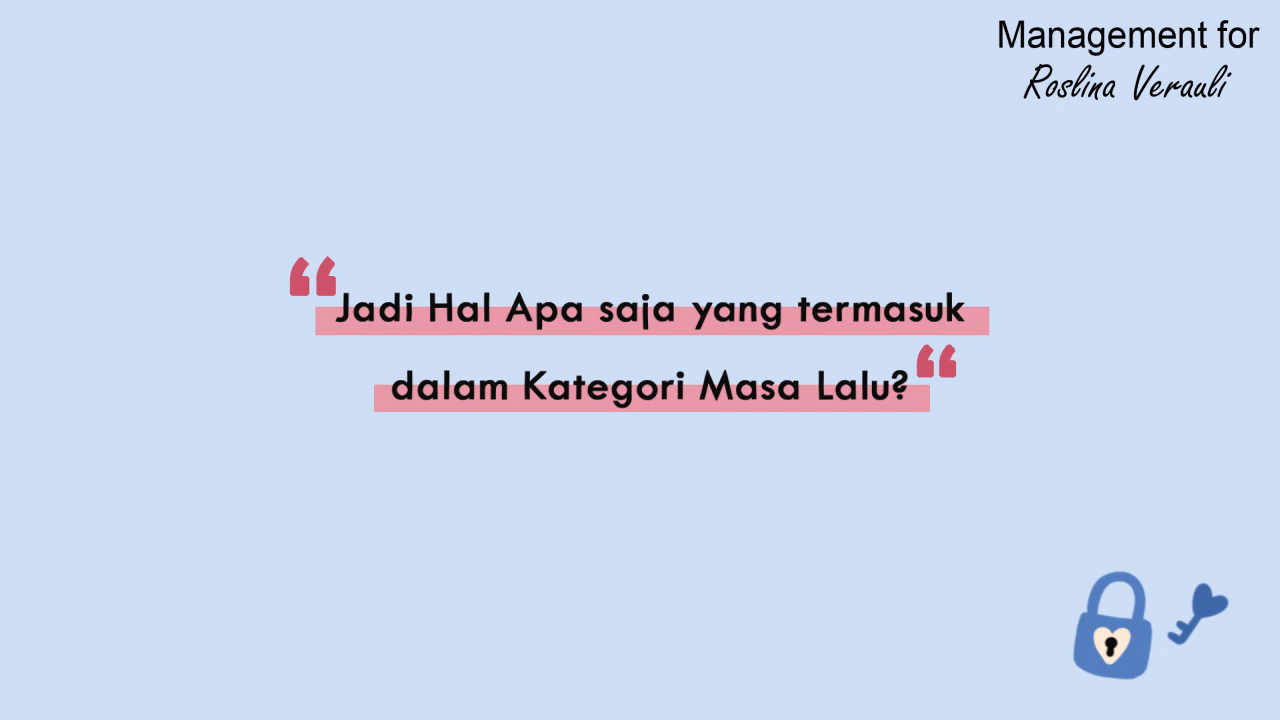 Management for
Roslina Verauli
“Jadi Hal Apa saja yang termasuk
dalam Kategori Masa Lalu?“